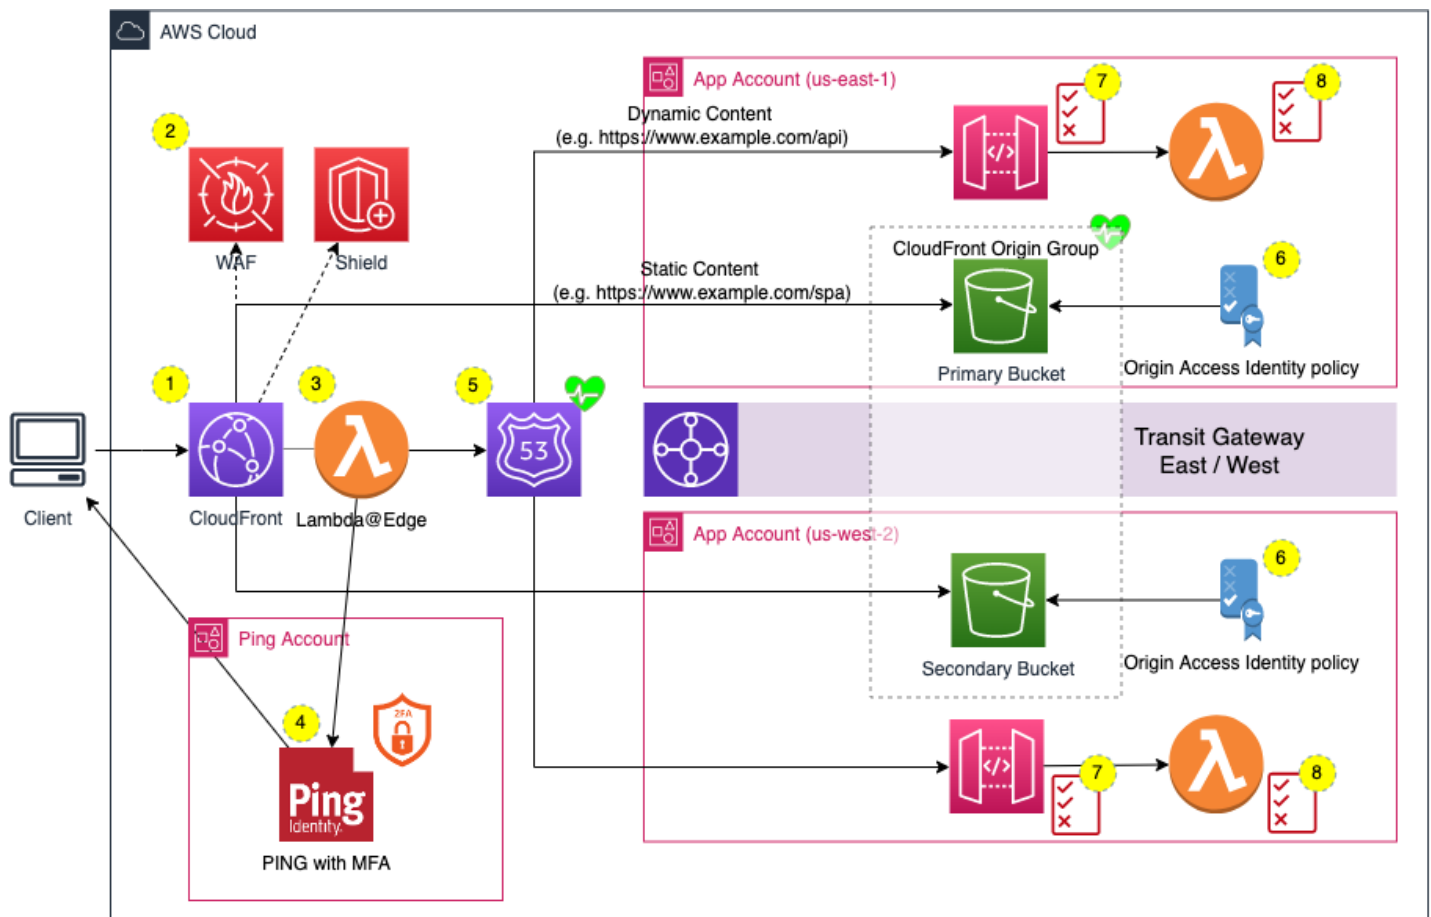 AWS Cloud
App Account (us-east-1)
7
8
Dynamic Content
(e.g. https://www.example.com/api)
2
WAF
Shield
CloudFront Origin Group
Static Content
(e.g. https://www.example.com/spa)
6
Primary Bucket
Origin Access Identity policy
1
3
5
53
Client
CloudFront
Lambda@Edge
Transit Gateway
East / West
App Account (us-west-2)
6
Secondary Bucket
Origin Access Identity policy
Ping Account
4
2FA
Ping
Identity.
PING with MFA
7
8